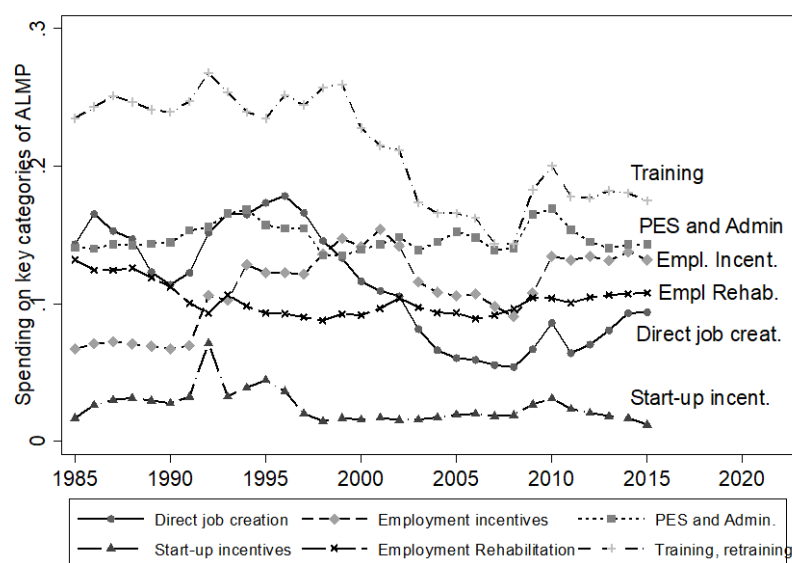 Spending on key categories of ALMP
.3
.2
.1
0
Training
PES and Admin
Empl. Incent.
Empl Rehab.
Direct job creat.
Start-up incent.
1985 1990 1995 2000 2005 2010 2015 2020
Direct job creation Employment incentives PES and Admin.
Start-up incentives Employment Rehabilitation Training, retraining